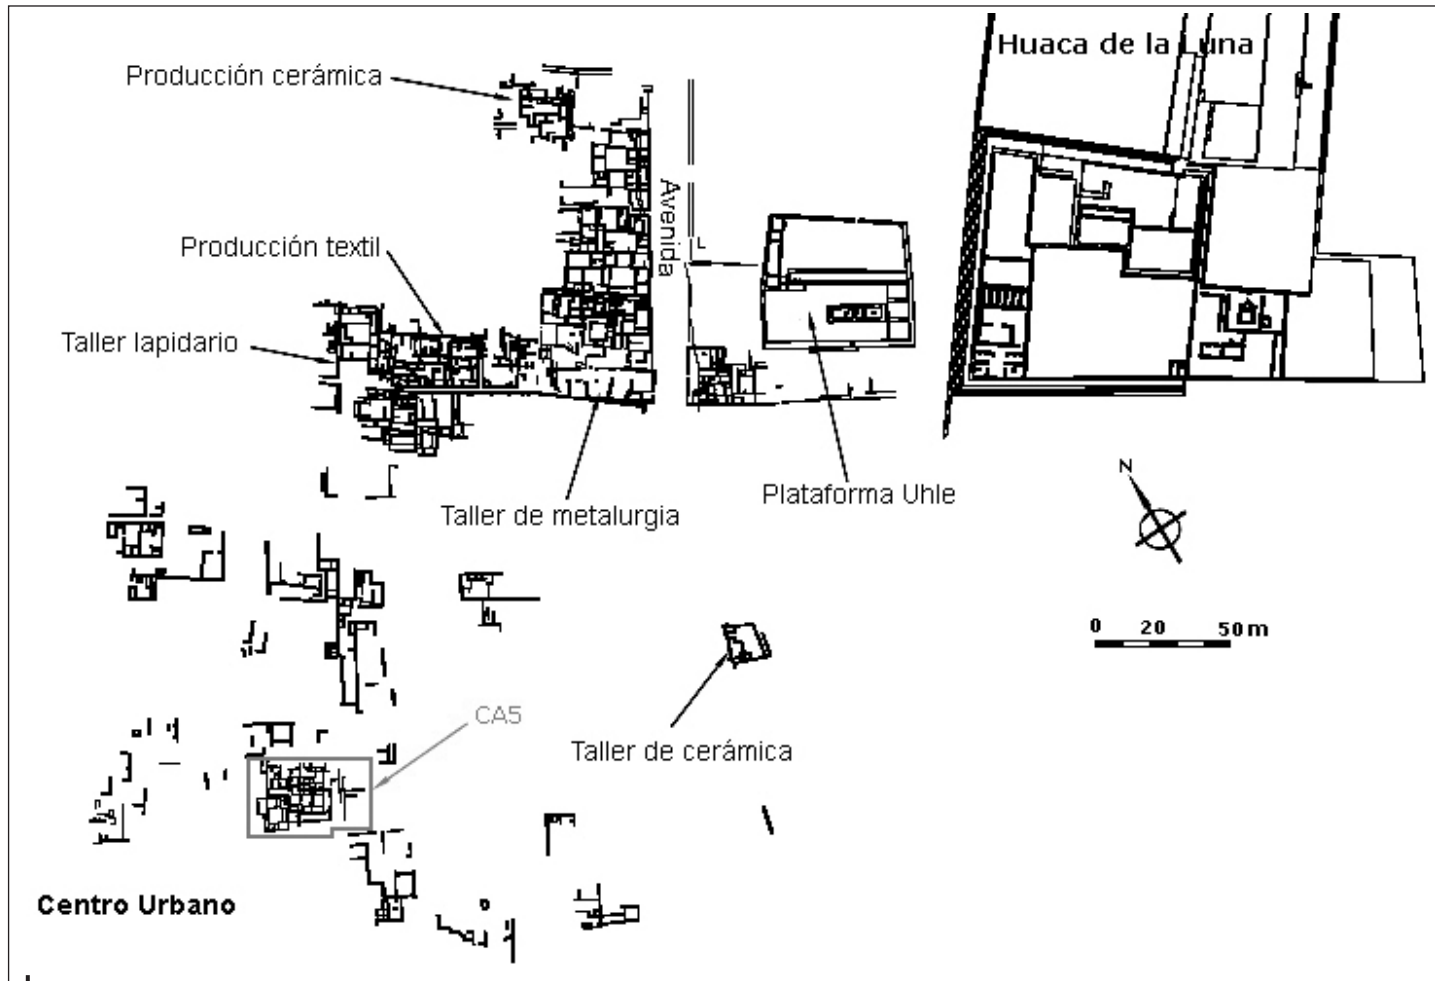 Huaca de la Luna
Producción cerámica
Avenida
Producción textil
Taller lapidario
Plataforma Uhle
Taller de metalurgia
N
0 20 50 m
CA5
Taller de cerámica
Centro Urbano